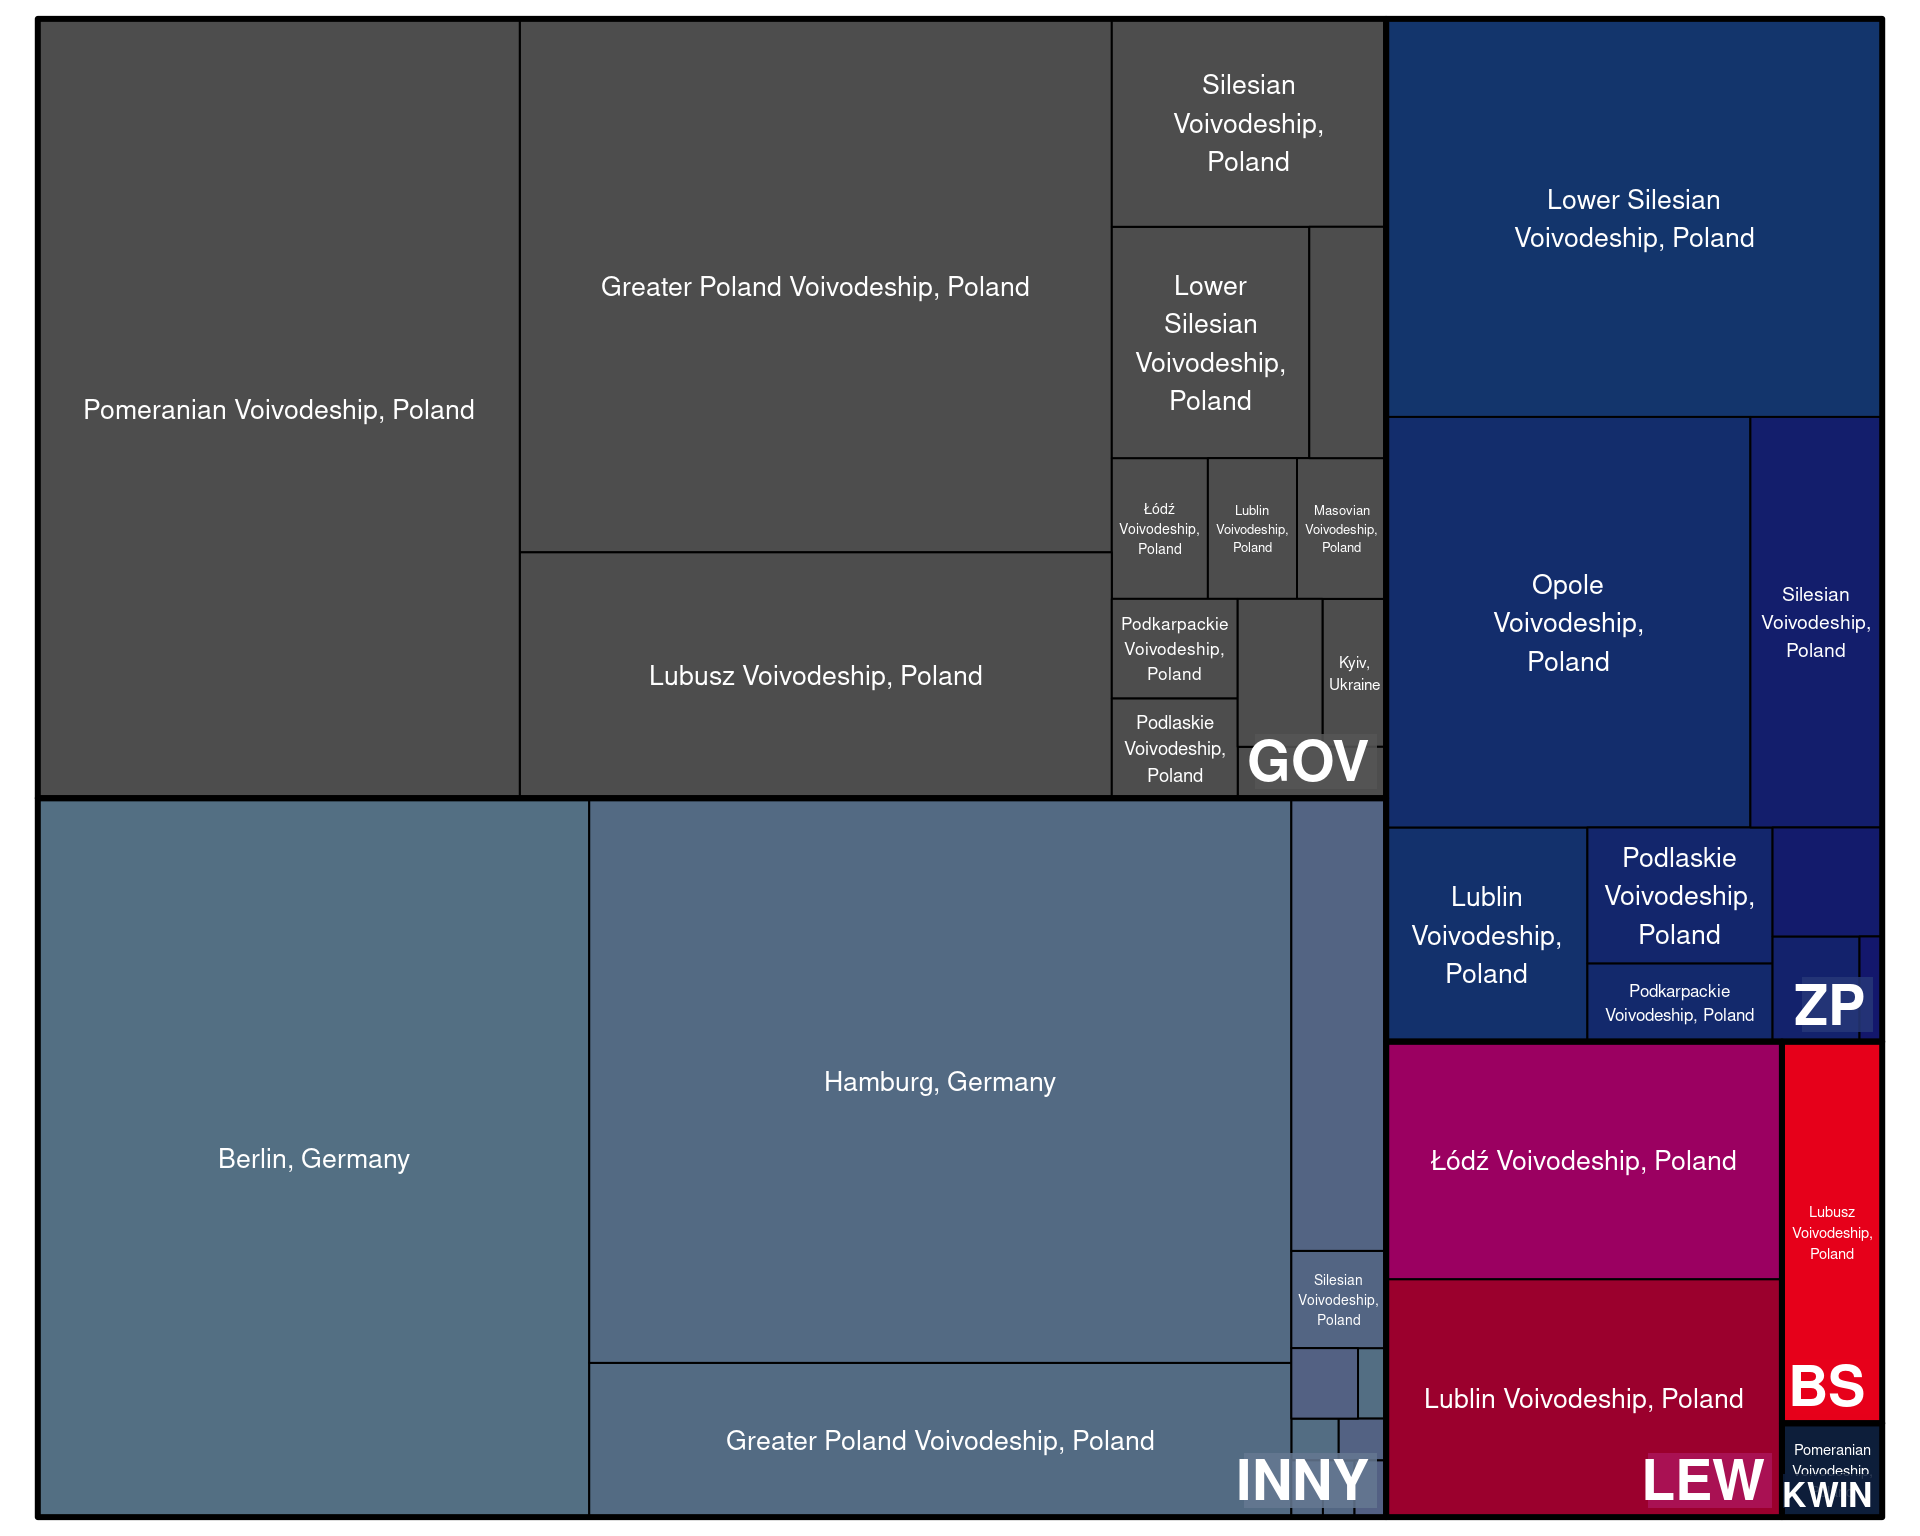 Pomeranian Voivodeship, Poland
Greater Poland Voivodeship, Poland
Lubusz Voivodeship, Poland
Silesian
Voivodeship,
Poland
Lower
Silesian
Voivodeship,
Poland
Łódź
Voivodeship,
Poland
Lublin
Voivodeship,
Poland
Masovian
Voivodeship,
Poland
Podkarpackie
Voivodeship,
Poland
Podlaskie
Voivodeship,
Poland
Kyiv,
Ukraine
GOV
Lower Silesian
Voivodeship, Poland
Opole
Voivodeship,
Poland
Silesian
Voivodeship,
Poland
Lublin
Voivodeship,
Poland
Podlaskie
Voivodeship,
Poland
Podkarpackie
Voivodeship, Poland
ZP
Berlin, Germany
Hamburg, Germany
Greater Poland Voivodeship, Poland
Silesian
Voivodeship,
Poland
INNY
Łódź Voivodeship, Poland
Lublin Voivodeship, Poland
LEW
Lubusz
Voivodeship,
Poland
BS
Pomeranian
Voivodeship,
KWIN